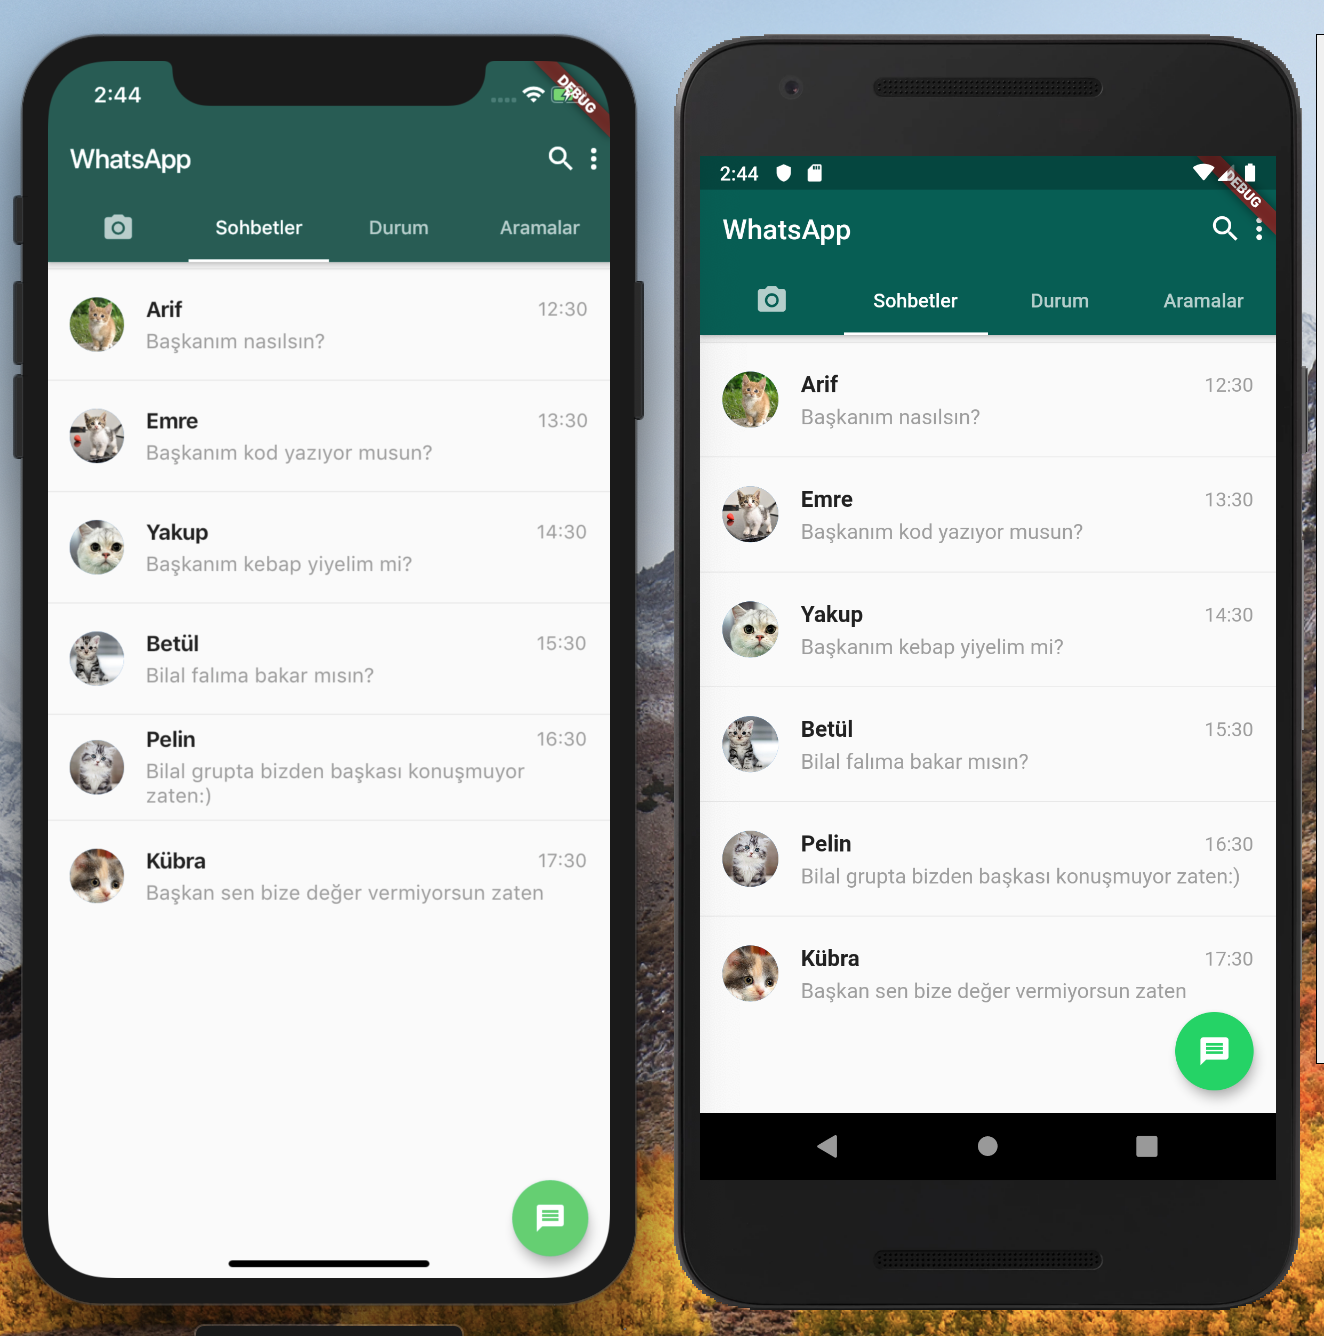 2:44
DEBUG
WhatsApp
Sohbetler
Durum
Aramalar
Arif
12:30
Başkanım nasılsın?
Emre
13:30
Başkanım kod yazıyor musun?
Yakup
14:30
Başkanım kebap yiyelim mi?
Betül
15:30
Bilal falıma bakar mısın?
Pelin
16:30
Bilal grupta bizden başkası konuşmuyor
zaten:)
Kübra
17:30
Başkan sen bize değer vermiyorsun zaten
2:44
DEBUG
WhatsApp
Sohbetler
Durum
Aramalar
Arif
12:30
Başkanım nasılsın?
Emre
13:30
Başkanım kod yazıyor musun?
Yakup
14:30
Başkanım kebap yiyelim mi?
Betül
15:30
Bilal falıma bakar mısın?
Pelin
16:30
Bilal grupta bizden başkası konuşmuyor zaten:)
Kübra
17:30
Başkan sen bize değer vermiyorsun zaten